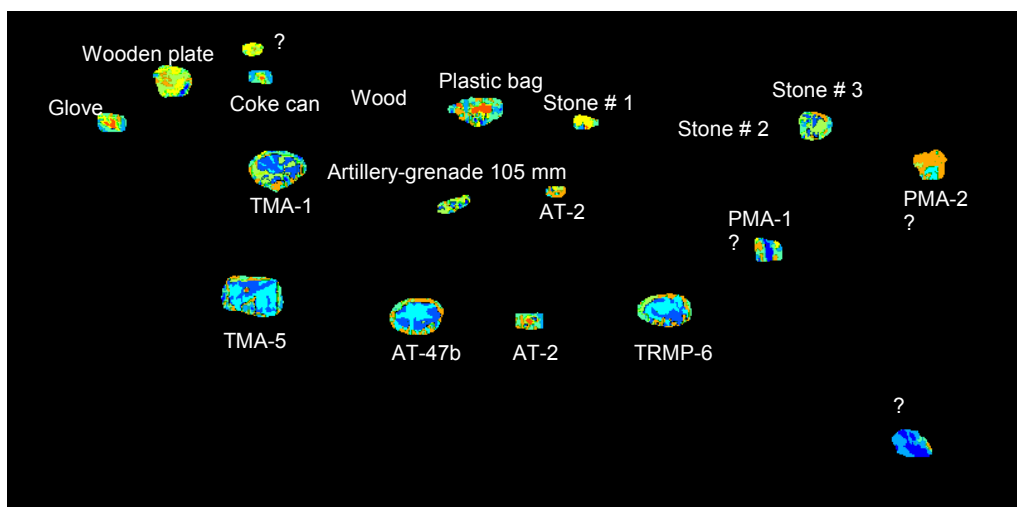 ?
Wooden plate
Plastic bag
Stone # 3
Glove
Coke can
Wood
Stone # 1
Stone # 2
Artillery-grenade 105 mm
TMA-1
AT-2
PMA-1
?
PMA-2
?
TMA-5
AT-47b
AT-2
TRMP-6
?